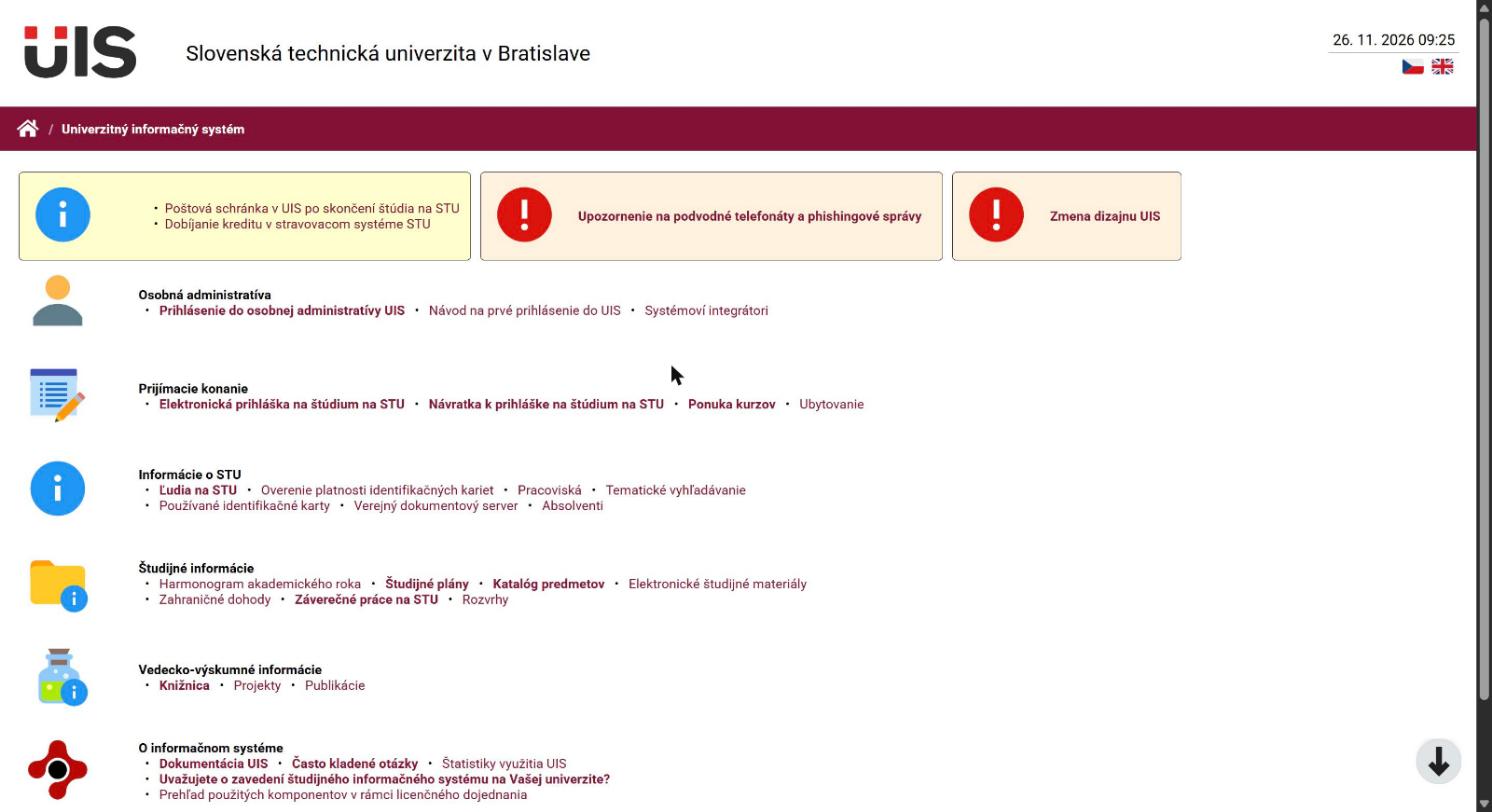 UIS
Slovenská technická univerzita v Bratislave
26. 11. 2026 09:25
/ Univerzitný informačný systém
• Poštová schránka v UIS po skončení štúdia na STU
• Dobíjanie kreditu v stravovacom systéme STU
Upozornenie na podvodné telefonáty a phishingové správy
Zmena dizajnu UIS
Osobná administratíva
• Prihlásenie do osobnej administratívy UIS • Návod na prvé prihlásenie do UIS • Systémoví integrátori
Prijímacie konanie
• Elektronická prihláška na štúdium na STU • Návratka k prihláške na štúdium na STU • Ponuka kurzov • Ubytovanie
Informácie o STU
• Ľudia na STU • Overenie platnosti identifikačných kariet • Pracoviská • Tematické vyhľadávanie
• Používané identifikačné karty • Verejný dokumentový server • Absolventi
Študijné informácie
• Harmonogram akademického roka • Študijné plány • Katalóg predmetov • Elektronické študijné materiály
• Zahraničné dohody • Záverečné práce na STU • Rozvrhy
Vedecko-výskumné informácie
• Knižnica • Projekty • Publikácie
O informačnom systéme
• Dokumentácia UIS • Často kladené otázky • Štatistiky využitia UIS
• Uvažujete o zavedení študijného informačného systému na Vašej univerzite?
• Prehľad použitých komponentov v rámci licenčného dojednania